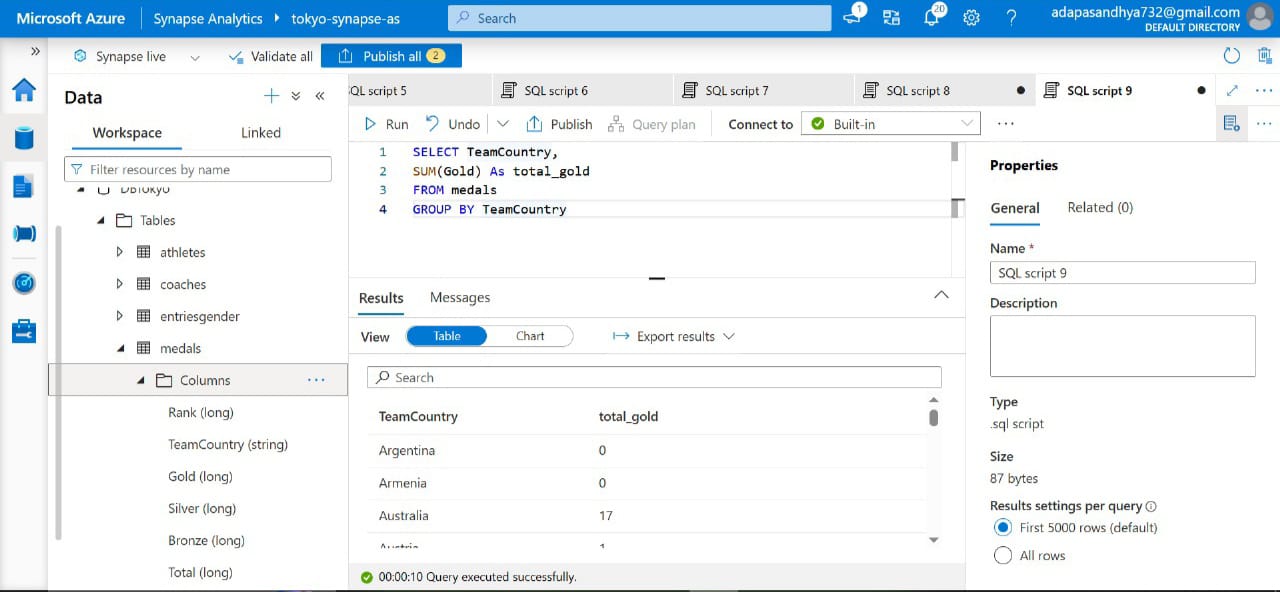 Microsoft Azure
Synapse Analytics
tokyo-synapse-as
Search
1
20
adapasandhya732@gmail.com
DEFAULT DIRECTORY
Synapse live
Validate all
Publish all
2
Data
Workspace
Linked
Filter resources by name
DBTokyo
Tables
athletes
coaches
entriesgender
medals
Columns
Rank (long)
TeamCountry (string)
Gold (long)
Silver (long)
Bronze (long)
Total (long)
QL script 5
SQL script 6
SQL script 7
SQL script 8
SQL script 9
Run
Undo
Publish
Query plan
Connect to
Built-in
1 SELECT TeamCountry,
2 SUM(Gold) As total_gold
3 FROM medals
4 GROUP BY TeamCountry
Results
Messages
View
Table
Chart
Export results
Search
TeamCountry total_gold
Argentina 0
Armenia 0
Australia 17
Austria 1
00:00:10 Query executed successfully.
Properties
General
Related (0)
Name *
SQL script 9
Description
Type
.sql script
Size
87 bytes
Results settings per query
First 5000 rows (default)
All rows